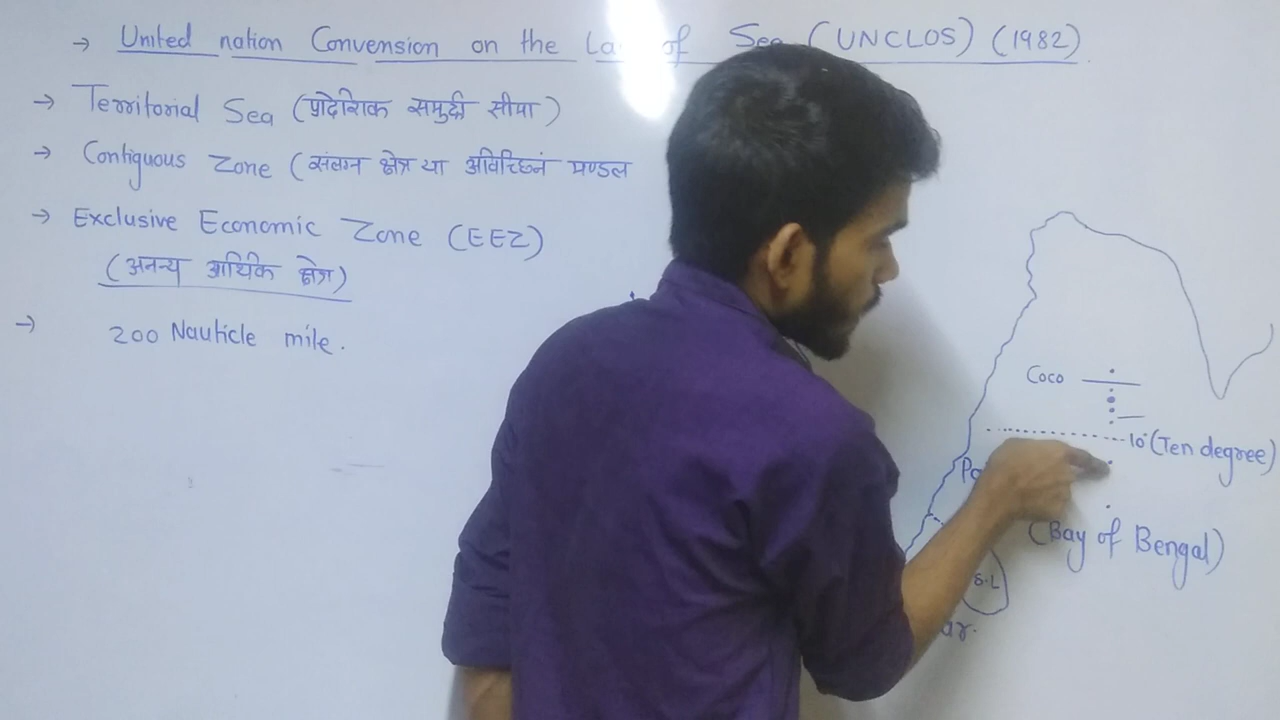 → United nation Convension on the La of Sea (UNCLOS) (1982)
→ Territorial Sea (प्रादेशिक समुद्री सीमा)
→ Contiguous Zone (संलग्न क्षेत्र या अविच्छिनं मण्डल
→ Exclusive Economic Zone (EEZ)
(अनन्य आर्थिक क्षेत्र)
→ 200 Nauticle mile.
Coco
10° (Ten degree)
(Bay of Bengal)
S.L